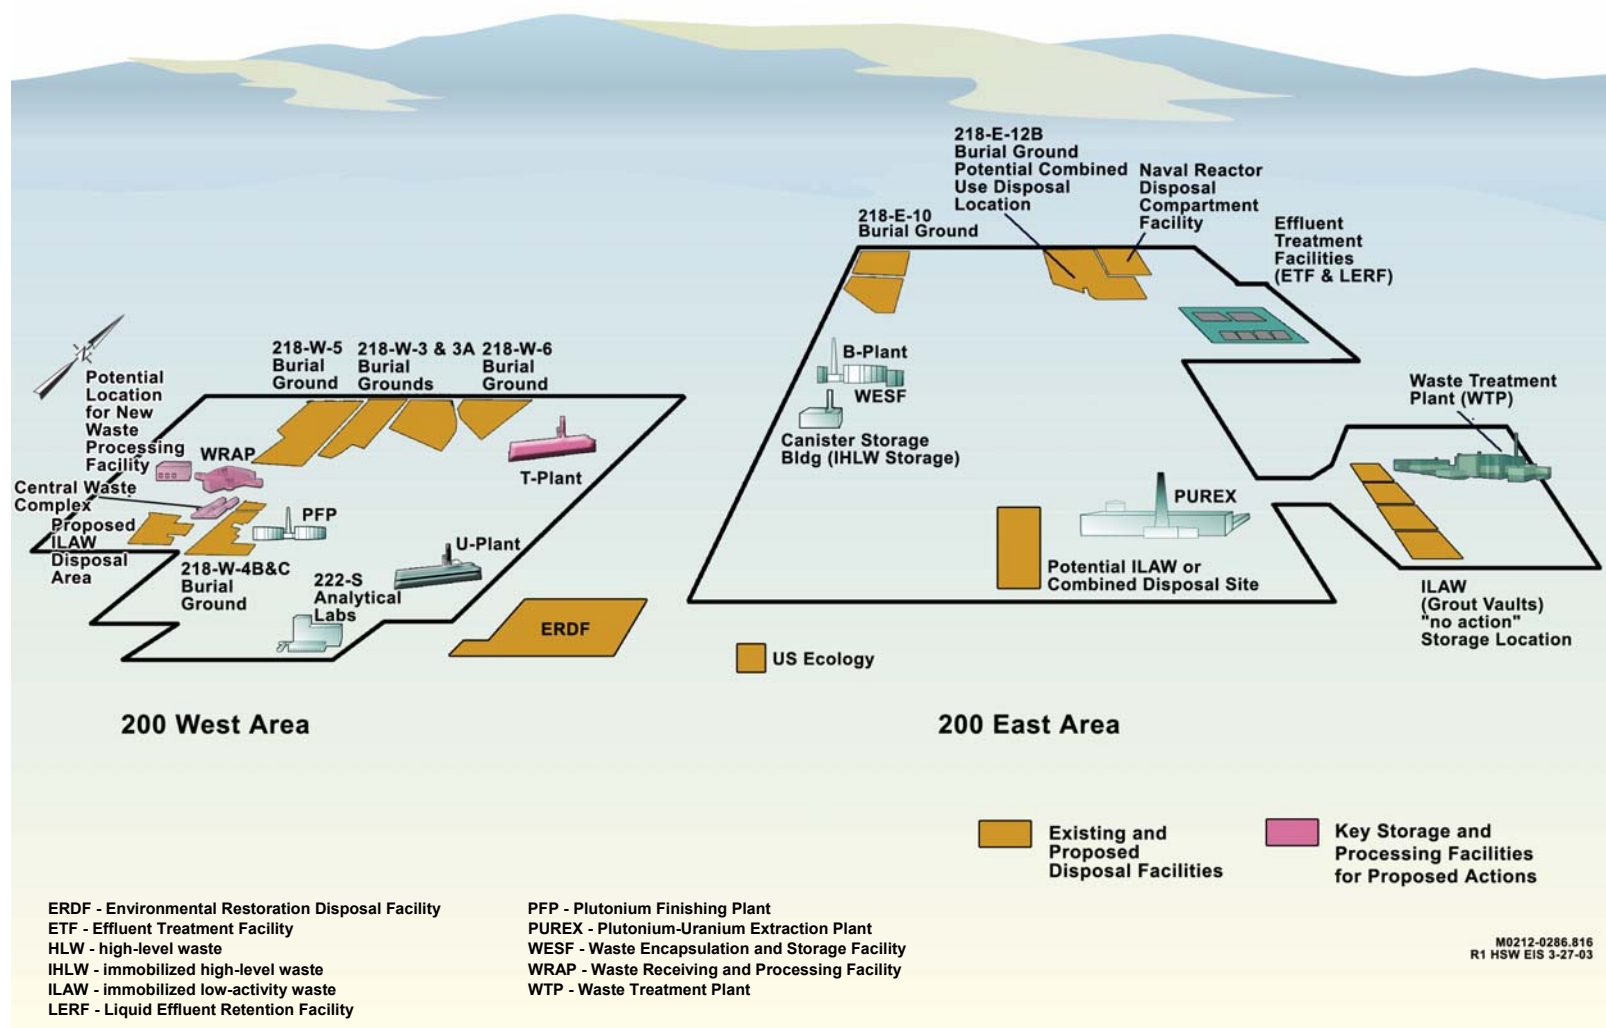 218-E-12B
Burial Ground
Potential Combined
Use Disposal
Location
Naval Reactor
Disposal
Compartment
Facility
218-E-10
Burial Ground
Effluent
Treatment
Facilities
(ETF & LERF)
218-W-5
Burial
Ground
218-W-3 & 3A
Burial
Grounds
218-W-6
Burial
Ground
B-Plant
WESF
Canister Storage
Bldg (IHLW Storage)
Waste Treatment
Plant (WTP)
Potential
Location
for New
Waste
Processing
Facility
WRAP
T-Plant
Central Waste
Complex
Proposed
ILAW
Disposal
Area
PFP
218-W-4B&C
Burial
Ground
U-Plant
222-S
Analytical
Labs
PUREX
Potential ILAW or
Combined Disposal Site
ILAW
(Grout Vaults)
"no action"
Storage Location
ERDF
US Ecology
200 West Area
200 East Area
Existing and
Proposed
Disposal Facilities
Key Storage and
Processing Facilities
for Proposed Actions
ERDF - Environmental Restoration Disposal Facility
ETF - Effluent Treatment Facility
HLW - high-level waste
IHLW - immobilized high-level waste
ILAW - immobilized low-activity waste
LERF - Liquid Effluent Retention Facility
PFP - Plutonium Finishing Plant
PUREX - Plutonium-Uranium Extraction Plant
WESF - Waste Encapsulation and Storage Facility
WRAP - Waste Receiving and Processing Facility
WTP - Waste Treatment Plant
M0212-0286.816
R1 HSW EIS 3-27-03